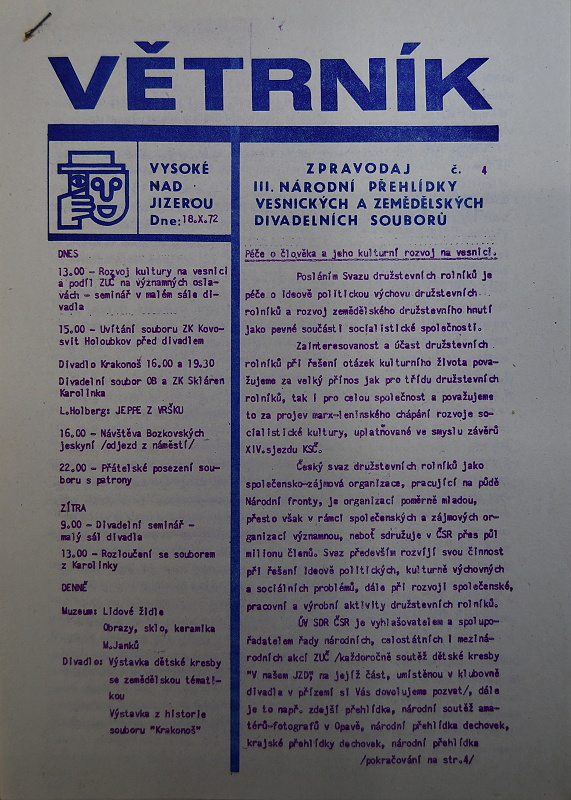 VĚTRNÍK
VYSOKÉ
NAD
JIZEROU
Dne: 18.X.72
ZPRAVODAJ č. 4
III. NÁRODNÍ PŘEHLÍDKY
VESNICKÝCH A ZEMĚDĚLSKÝCH
DIVADELNÍCH SOUBORŮ
DNES
13.00 - Rozvoj kultury na vesnici
a podíl ZUČ na významných osla-
vách - seminář v malém sále di-
vadla
15.00 - Uvítání souboru ZK Kovo-
svit Holoubkov před divadlem
Divadlo Krakonoš 16.00 a 19.30
Divadelní soubor OB a ZK Skláren
Karolinka
L.Holberg: JEPPE Z VRŠKU
16.00 - Návštěva Bozkovských
jeskyní /odjezd z náměstí/
22.00 - Přátelské posezení sou-
boru s patrony
ZÍTRA
9.00 - Divadelní seminář -
malý sál divadla
13.00 - Rozloučení se souborem
z Karolinky
DENNĚ
Muzeum: Lidové židle
Obrazy, sklo, keramika
M.Janků
Divadlo: Výstavka dětské kresby
se zemědělskou témati-
kou
Výstavka z historie
souboru "Krakonoš"
Péče o člověka a jeho kulturní rozvoj na vesnici.
Posláním Svazu družstevních rolníků je
péče o ideově politickou výchovu družstevních
rolníků a rozvoj zemědělského družstevního hnutí
jako pevné součásti socialistické společnosti.
Zainteresovanost a účast družstevních
rolníků při řešení otázek kulturního života pova-
žujeme za velký přínos jak pro třídu družstevních
rolníků, tak i pro celou společnost a považujeme
to za projev marx-leninského chápání rozvoje so-
cialistické kultury, uplatňované ve smyslu závěrů
XIV.sjezdu KSČ.
Český svaz družstevních rolníků jako
společensko-zájmová organizace, pracující na půdě
Národní fronty, je organizací poměrně mladou,
přesto však v rámci společenských a zájmových or-
ganizací významnou, neboť sdružuje v ČSR přes půl
milionu členů. Svaz především rozvíjí svou činnost
při řešení ideově politických, kulturně výchovných
a sociálních problémů, dále při rozvoji společenské,
pracovní a výrobní aktivity družstevních rolníků.
ÚV SDR ČSR je vyhlašovatelem a spolupo-
řadatelem řady národních, celostátních i meziná-
rodních akcí ZUČ /každoročně soutěž dětské kresby
"V našem JZD", na jejíž část, umístěnou v klubovně
divadla v přízemí si Vás dovolujeme pozvat/, dále
je to např. zdejší přehlídka, národní soutěž ama-
térů-fotografů v Opavě, národní přehlídka dechovek,
krajské přehlídky dechovek, národní přehlídka
/pokračování na str.4/